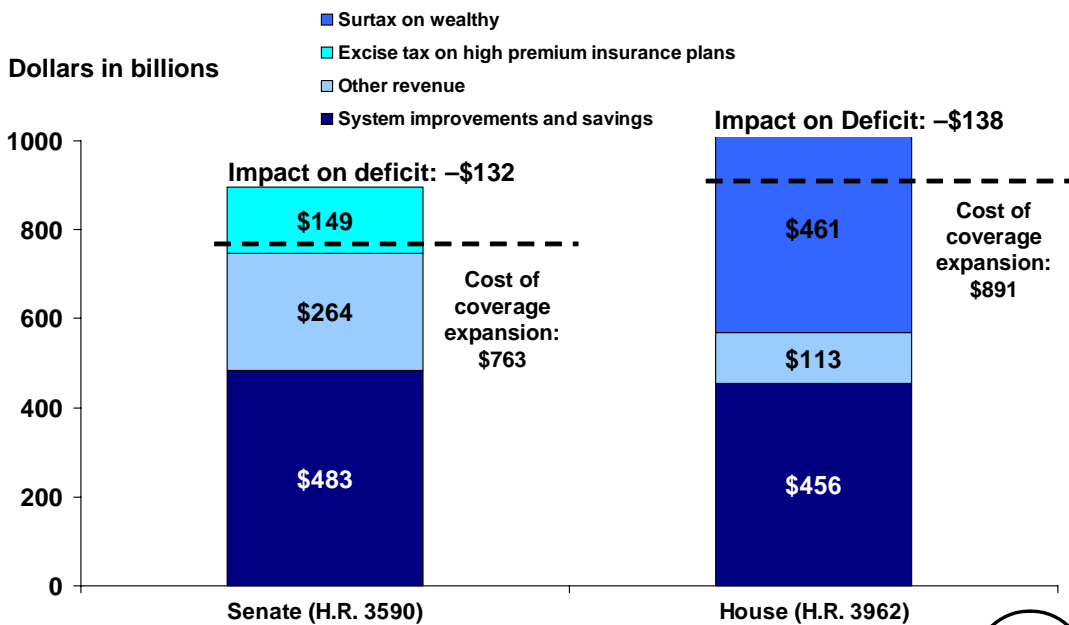 Surtax on wealthy
Excise tax on high premium insurance plans
Other revenue
System improvements and savings
Dollars in billions
Impact on Deficit: –$138
Impact on deficit: –$132
1000
800
600
400
200
0
$149
$264
$483
Cost of
coverage
expansion:
$763
$461
$113
$456
Cost of
coverage
expansion:
$891
Senate (H.R. 3590)
House (H.R. 3962)